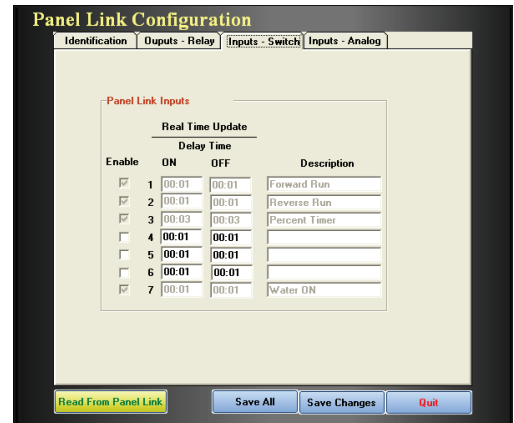 Panel Link Configuration
Identification Ouputs - Relay Inputs - Switch Inputs - Analog
Panel Link Inputs
Real Time Update
Delay Time
Enable ON OFF Description
1 00:01 00:01 Forward Run
2 00:01 00:01 Reverse Run
3 00:03 00:03 Percent Timer
4 00:01 00:01
5 00:01 00:01
6 00:01 00:01
7 00:01 00:01 Water ON
Read From Panel Link Save All Save Changes Quit